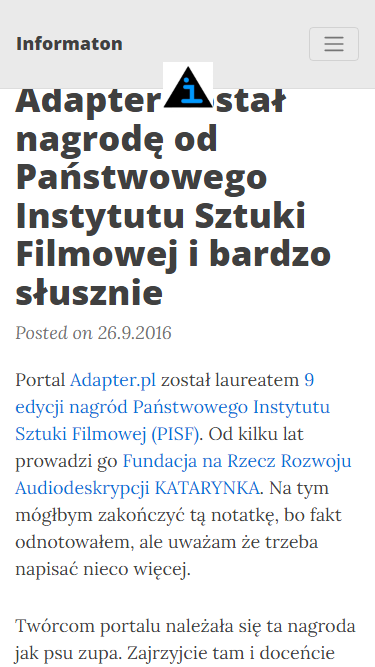 Informaton
Adapter ostał
nagrodę od
Państwowego
Instytutu Sztuki
Filmowej i bardzo
słusznie
Posted on 26.9.2016
Portal Adapter.pl został laureatem 9
edycji nagród Państwowego Instytutu
Sztuki Filmowej (PISF). Od kilku lat
prowadzi go Fundacja na Rzecz Rozwoju
Audiodeskrypcji KATARYNKA. Na tym
mógłbym zakończyć tą notatkę, bo fakt
odnotowałem, ale uważam że trzeba
napisać nieco więcej.
Twórcom portalu należała się ta nagroda
jak psu zupa. Zajrzyjcie tam i doceńcie